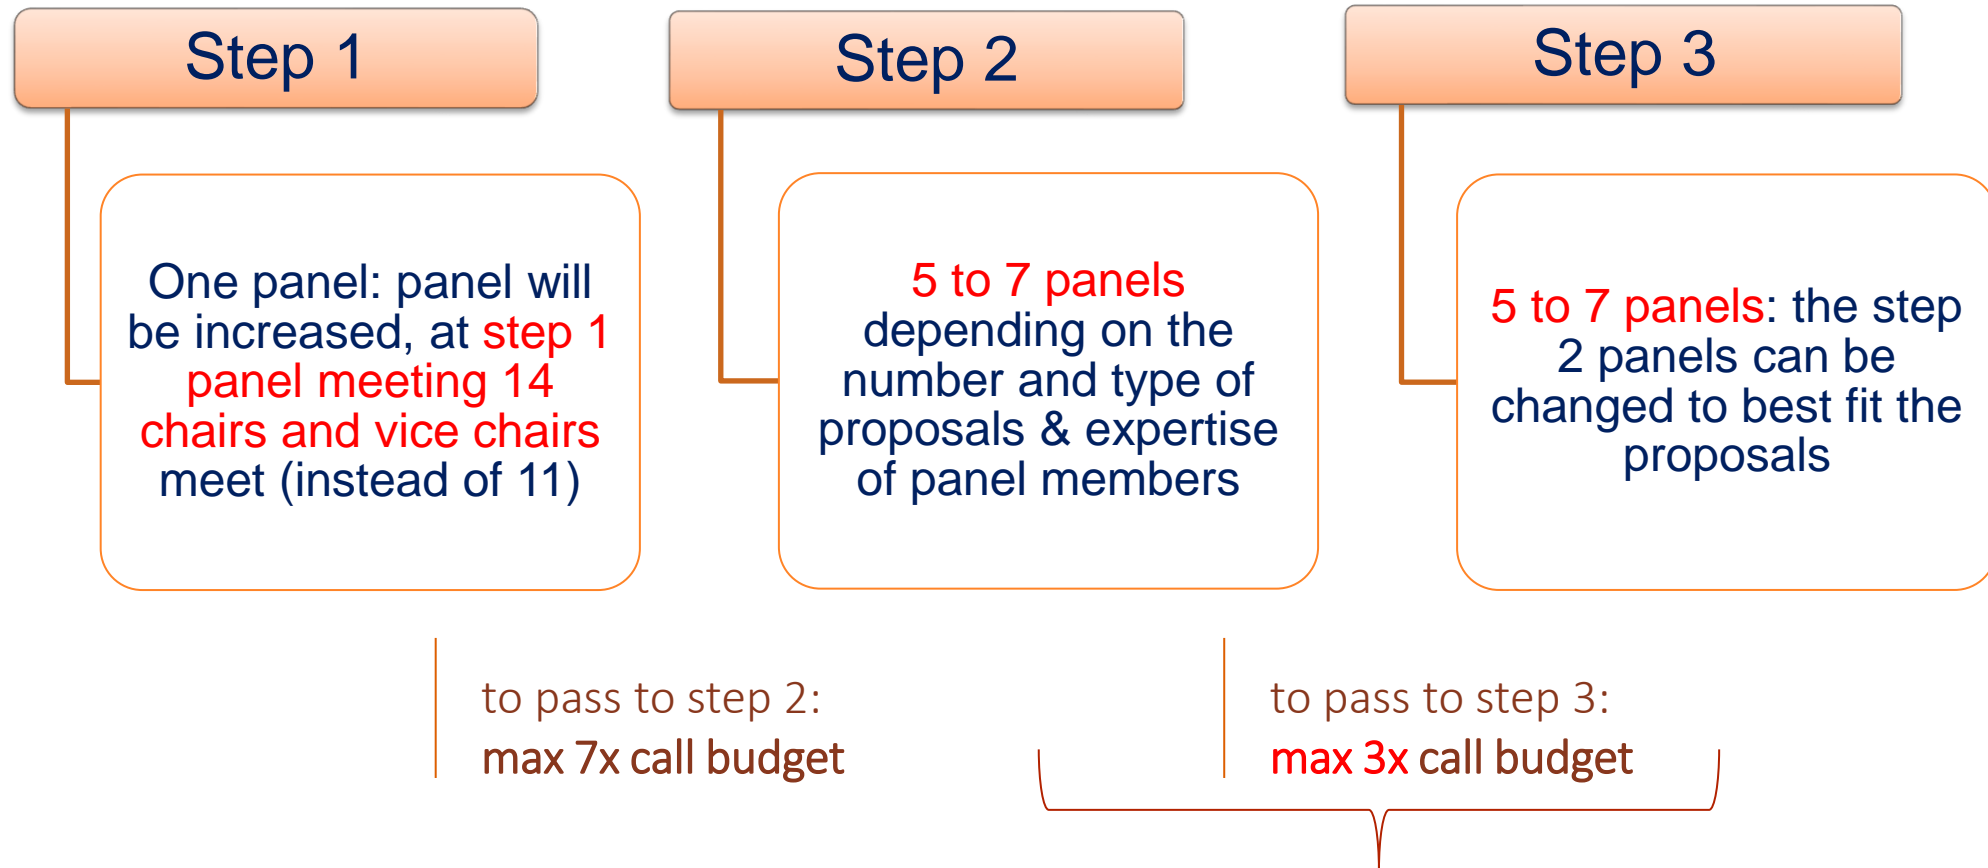 Step 1
One panel: panel will
be increased, at step 1
panel meeting 14
chairs and vice chairs
meet (instead of 11)
Step 2
5 to 7 panels
depending on the
number and type of
proposals & expertise
of panel members
Step 3
5 to 7 panels: the step
2 panels can be
changed to best fit the
proposals
to pass to step 2:
max 7x call budget
to pass to step 3:
max 3x call budget